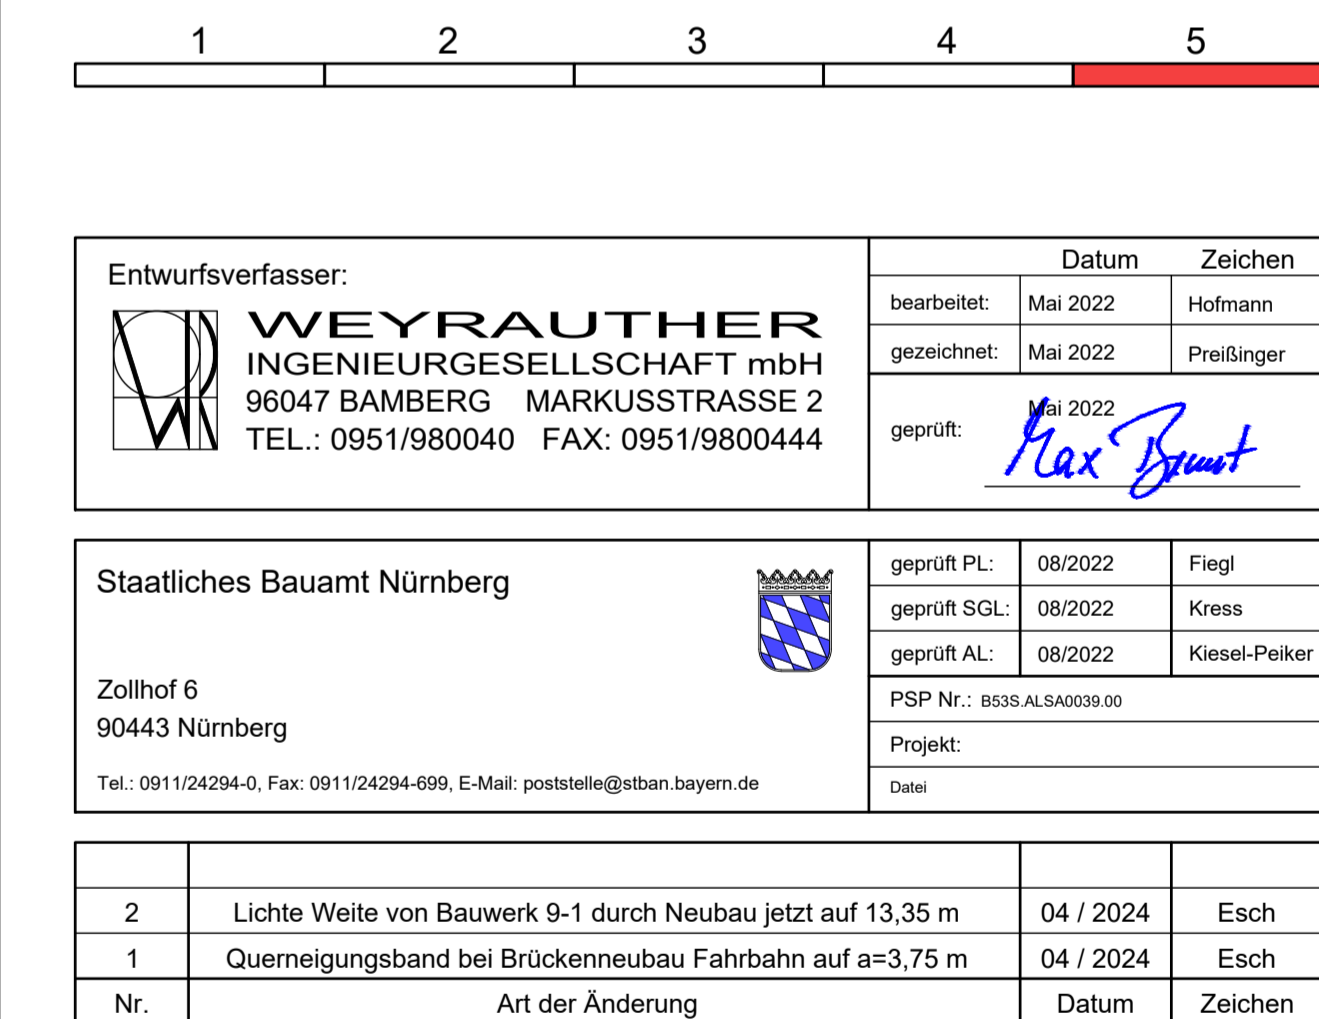 1 2 3 4 5
Entwurfsverfasser:
WEYRAUTHER
INGENIEURGESELLSCHAFT mbH
96047 BAMBERG MARKUSSTRASSE 2
TEL.: 0951/980040 FAX: 0951/9800444
Datum Zeichen
bearbeitet: Mai 2022 Hofmann
gezeichnet: Mai 2022 Preißinger
Mai 2022
geprüft:
Max
Staatliches Bauamt Nürnberg
Zollhof 6
90443 Nürnberg
Tel.: 0911/24294-0, Fax: 0911/24294-699, E-Mail: poststelle@stban.bayern.de
geprüft PL: 08/2022 Fiegl
geprüft SGL: 08/2022 Kress
geprüft AL: 08/2022 Kiesel-Peiker
PSP Nr.: B53S.ALSA0039.00
Projekt:
Datei
2 Lichte Weite von Bauwerk 9-1 durch Neubau jetzt auf 13,35 m 04 / 2024 Esch
1 Querneigungsband bei Brückenneubau Fahrbahn auf a=3,75 m 04 / 2024 Esch
Nr. Art der Änderung Datum Zeichen